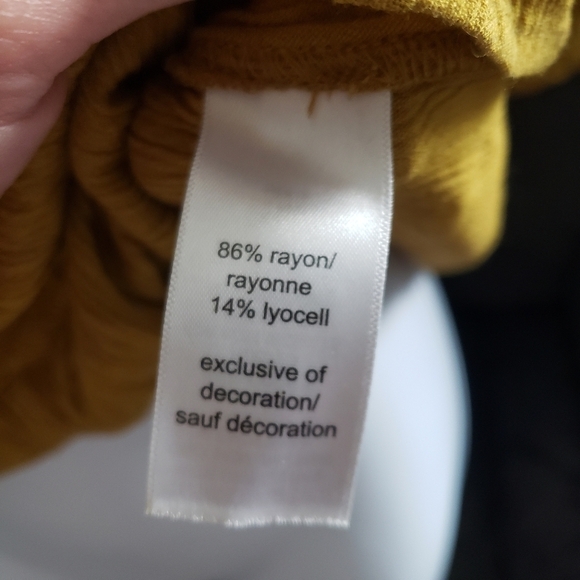 86% rayon/
rayonne
14% lyocell
exclusive of
decoration/
sauf décoration